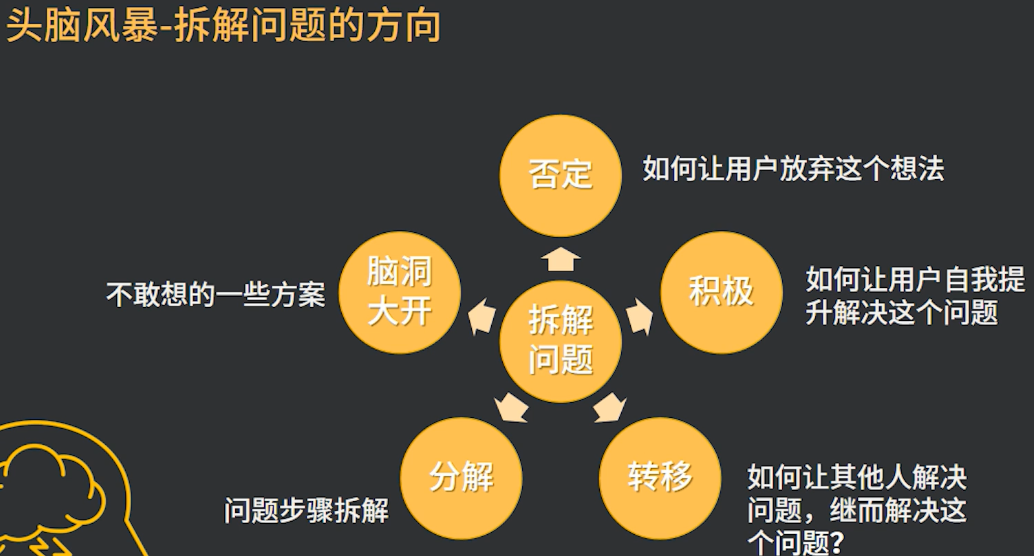 头脑风暴-拆解问题的方向
否定
如何让用户放弃这个想法
脑洞
大开
不敢想的一些方案
积极
如何让用户自我提
升解决这个问题
拆解
问题
分解
问题步骤拆解
转移
如何让其他人解决
问题，继而解决这
个问题？